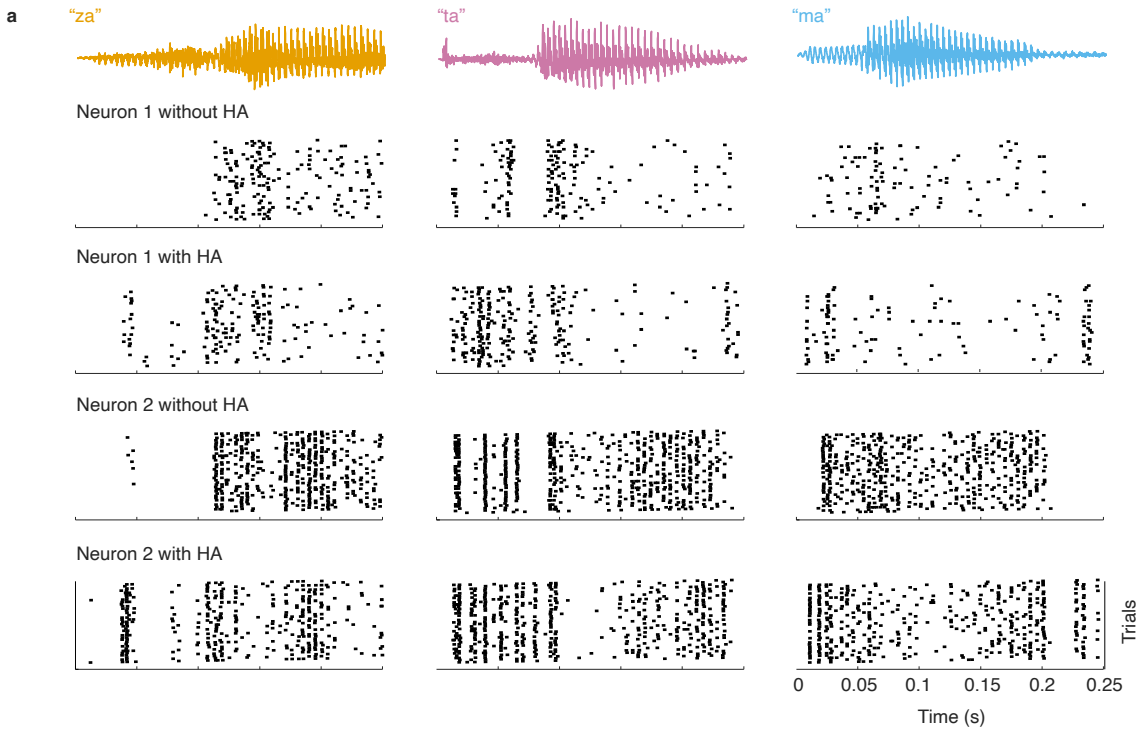 a
“za” “ta” “ma”
Neuron 1 without HA
Neuron 1 with HA
Neuron 2 without HA
Neuron 2 with HA
Trials
0 0.05 0.1 0.15 0.2 0.25
Time (s)